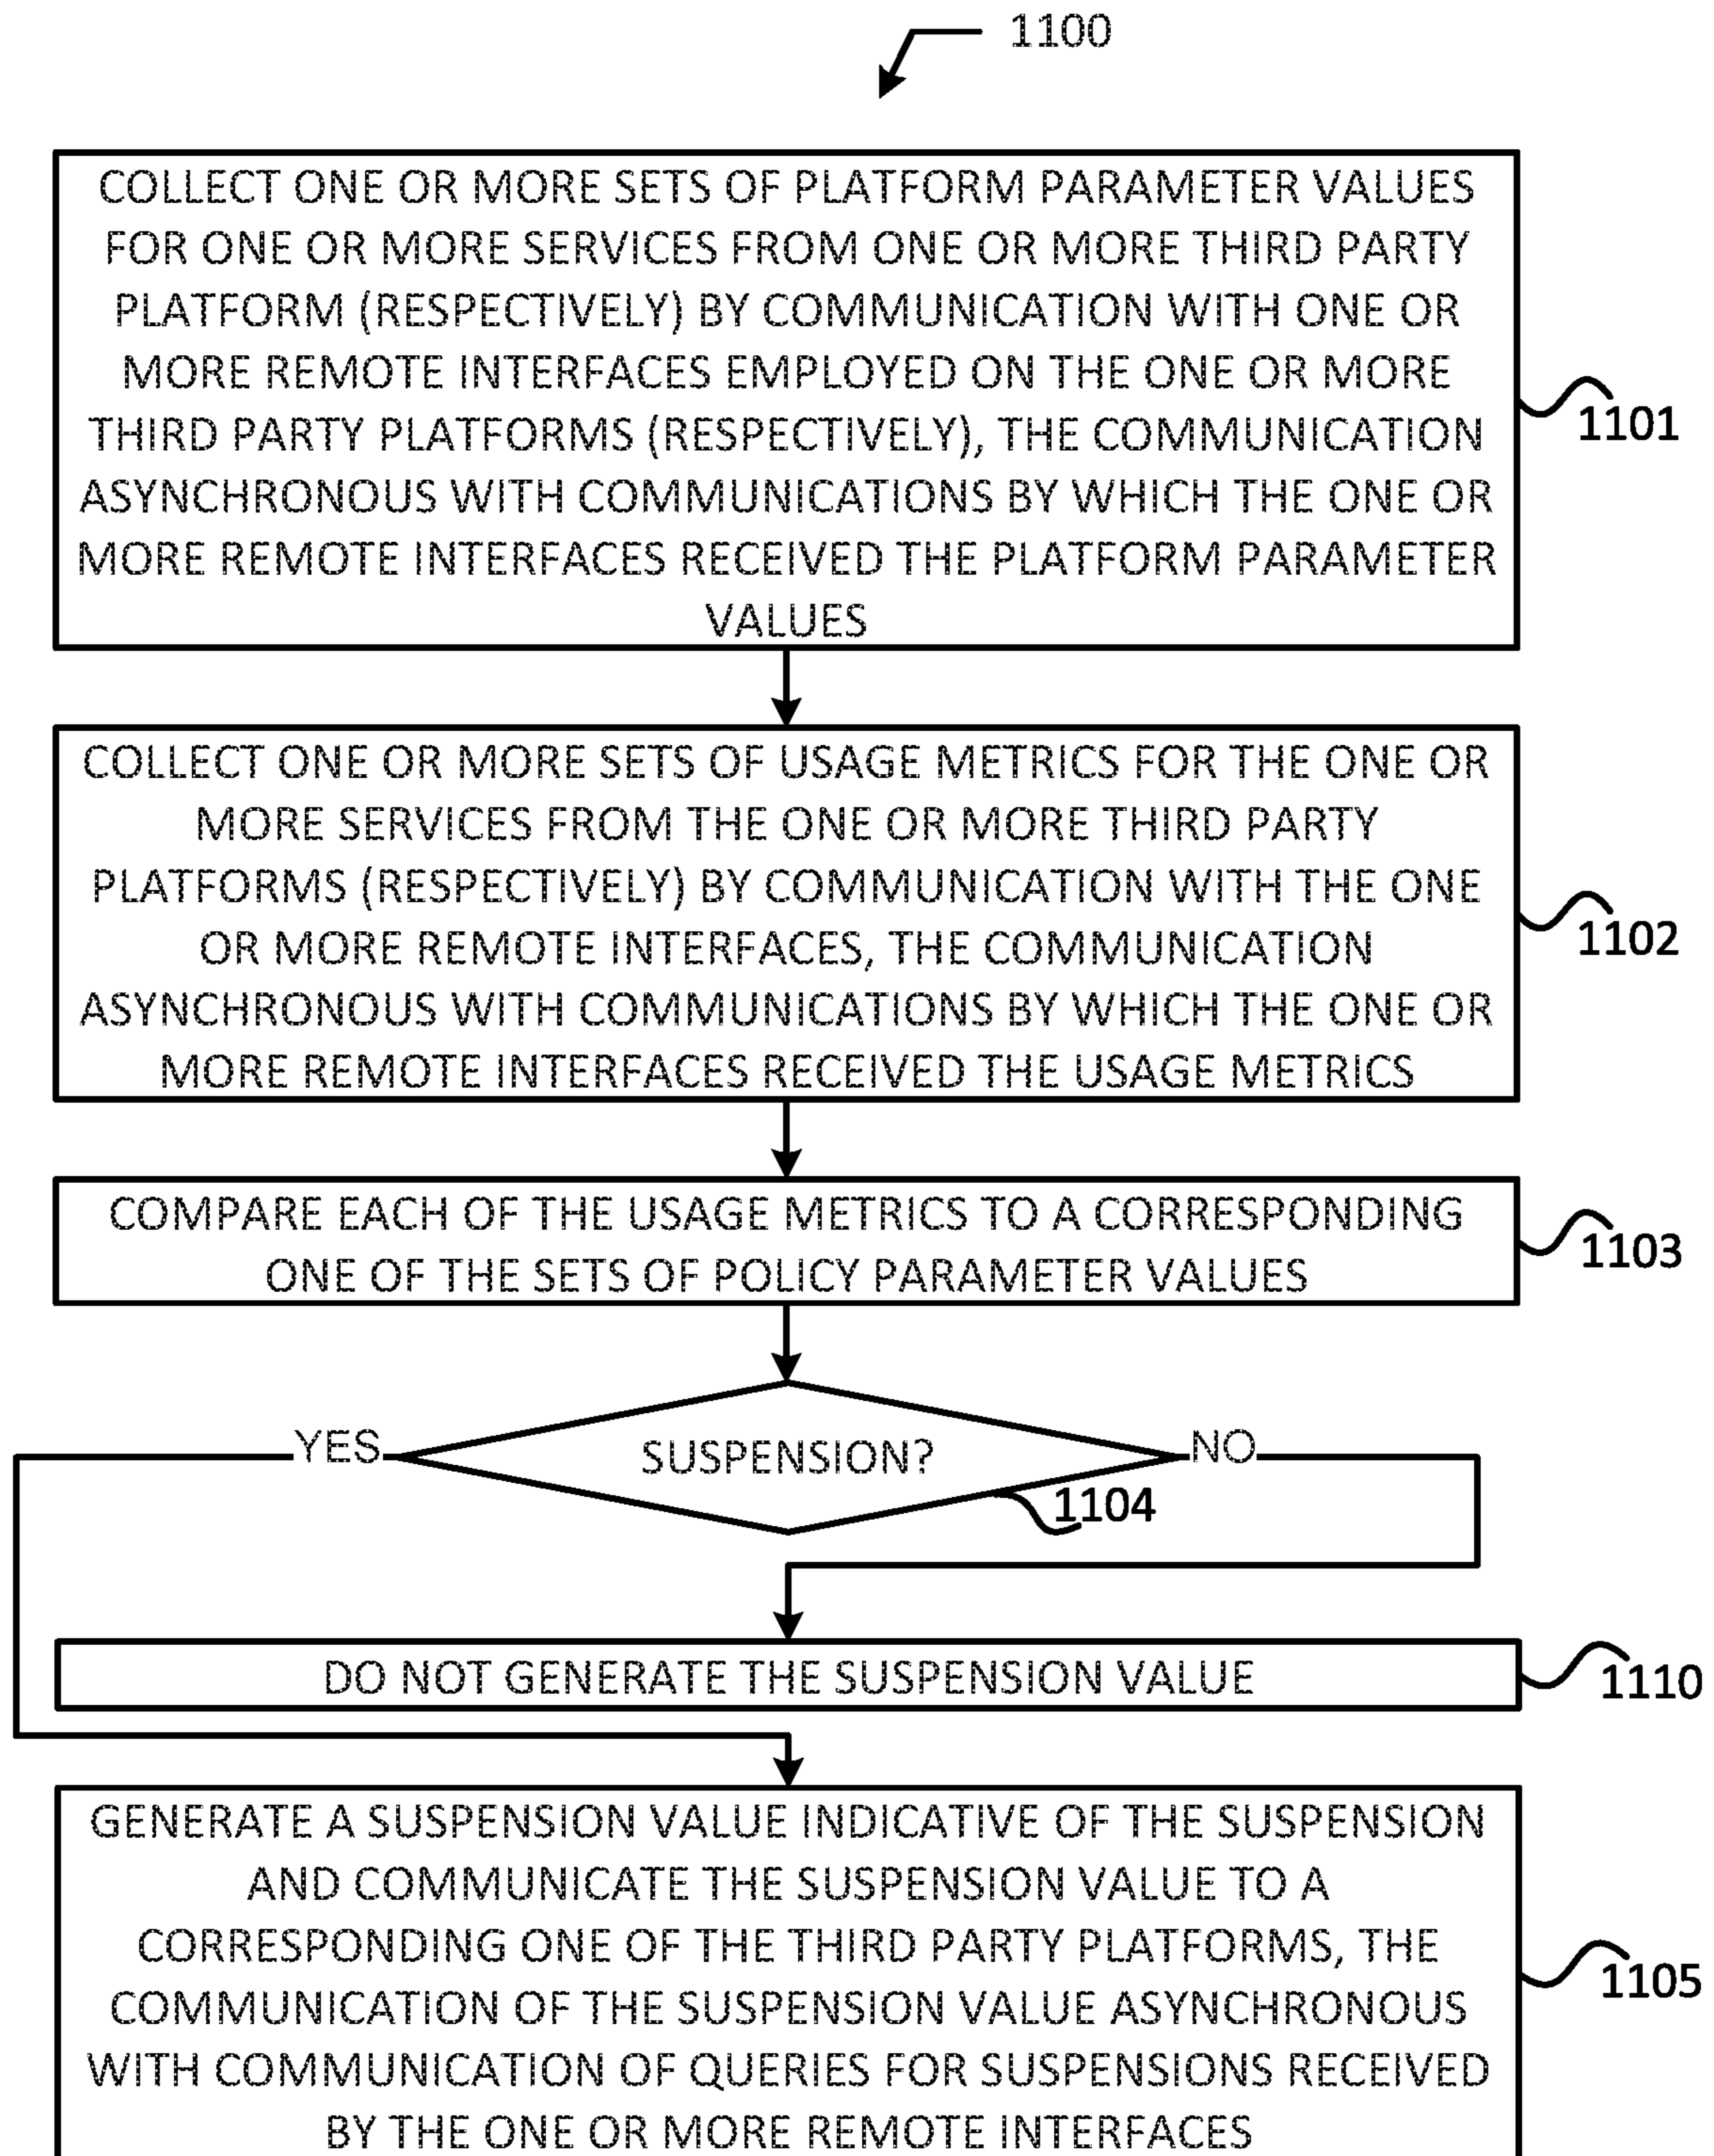 1100
COLLECT ONE OR MORE SETS OF PLATFORM PARAMETER VALUES
FOR ONE OR MORE SERVICES FROM ONE OR MORE THIRD PARTY
PLATFORM (RESPECTIVELY) BY COMMUNICATION WITH ONE OR
MORE REMOTE INTERFACES EMPLOYED ON THE ONE OR MORE
THIRD PARTY PLATFORMS (RESPECTIVELY), THE COMMUNICATION
ASYNCHRONOUS WITH COMMUNICATIONS BY WHICH THE ONE OR
MORE REMOTE INTERFACES RECEIVED THE PLATFORM PARAMETER
VALUES
1101
COLLECT ONE OR MORE SETS OF USAGE METRICS FOR THE ONE OR
MORE SERVICES FROM THE ONE OR MORE THIRD PARTY
PLATFORMS (RESPECTIVELY) BY COMMUNICATION WITH THE ONE
OR MORE REMOTE INTERFACES, THE COMMUNICATION
ASYNCHRONOUS WITH COMMUNICATIONS BY WHICH THE ONE OR
MORE REMOTE INTERFACES RECEIVED THE USAGE METRICS
1102
COMPARE EACH OF THE USAGE METRICS TO A CORRESPONDING
ONE OF THE SETS OF POLICY PARAMETER VALUES
1103
YES
SUSPENSION?
NO
1104
DO NOT GENERATE THE SUSPENSION VALUE
1110
GENERATE A SUSPENSION VALUE INDICATIVE OF THE SUSPENSION
AND COMMUNICATE THE SUSPENSION VALUE TO A
CORRESPONDING ONE OF THE THIRD PARTY PLATFORMS, THE
COMMUNICATION OF THE SUSPENSION VALUE ASYNCHRONOUS
WITH COMMUNICATION OF QUERIES FOR SUSPENSIONS RECEIVED
BY THE ONE OR MORE REMOTE INTERFACES
1105